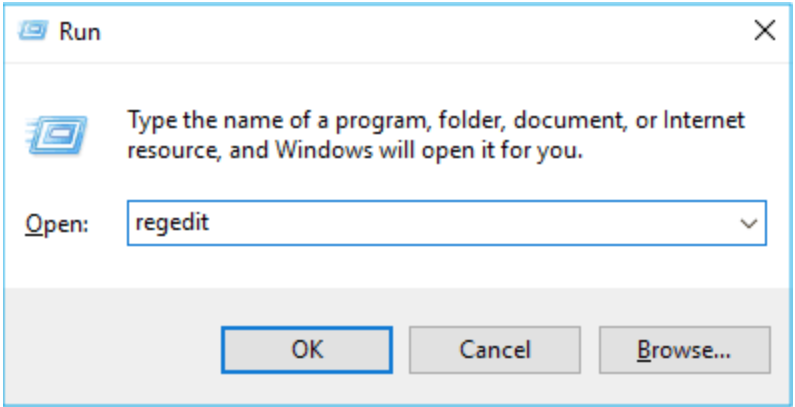 Run
Type the name of a program, folder, document, or Internet
resource, and Windows will open it for you.
Open: regedit
OK Cancel Browse...